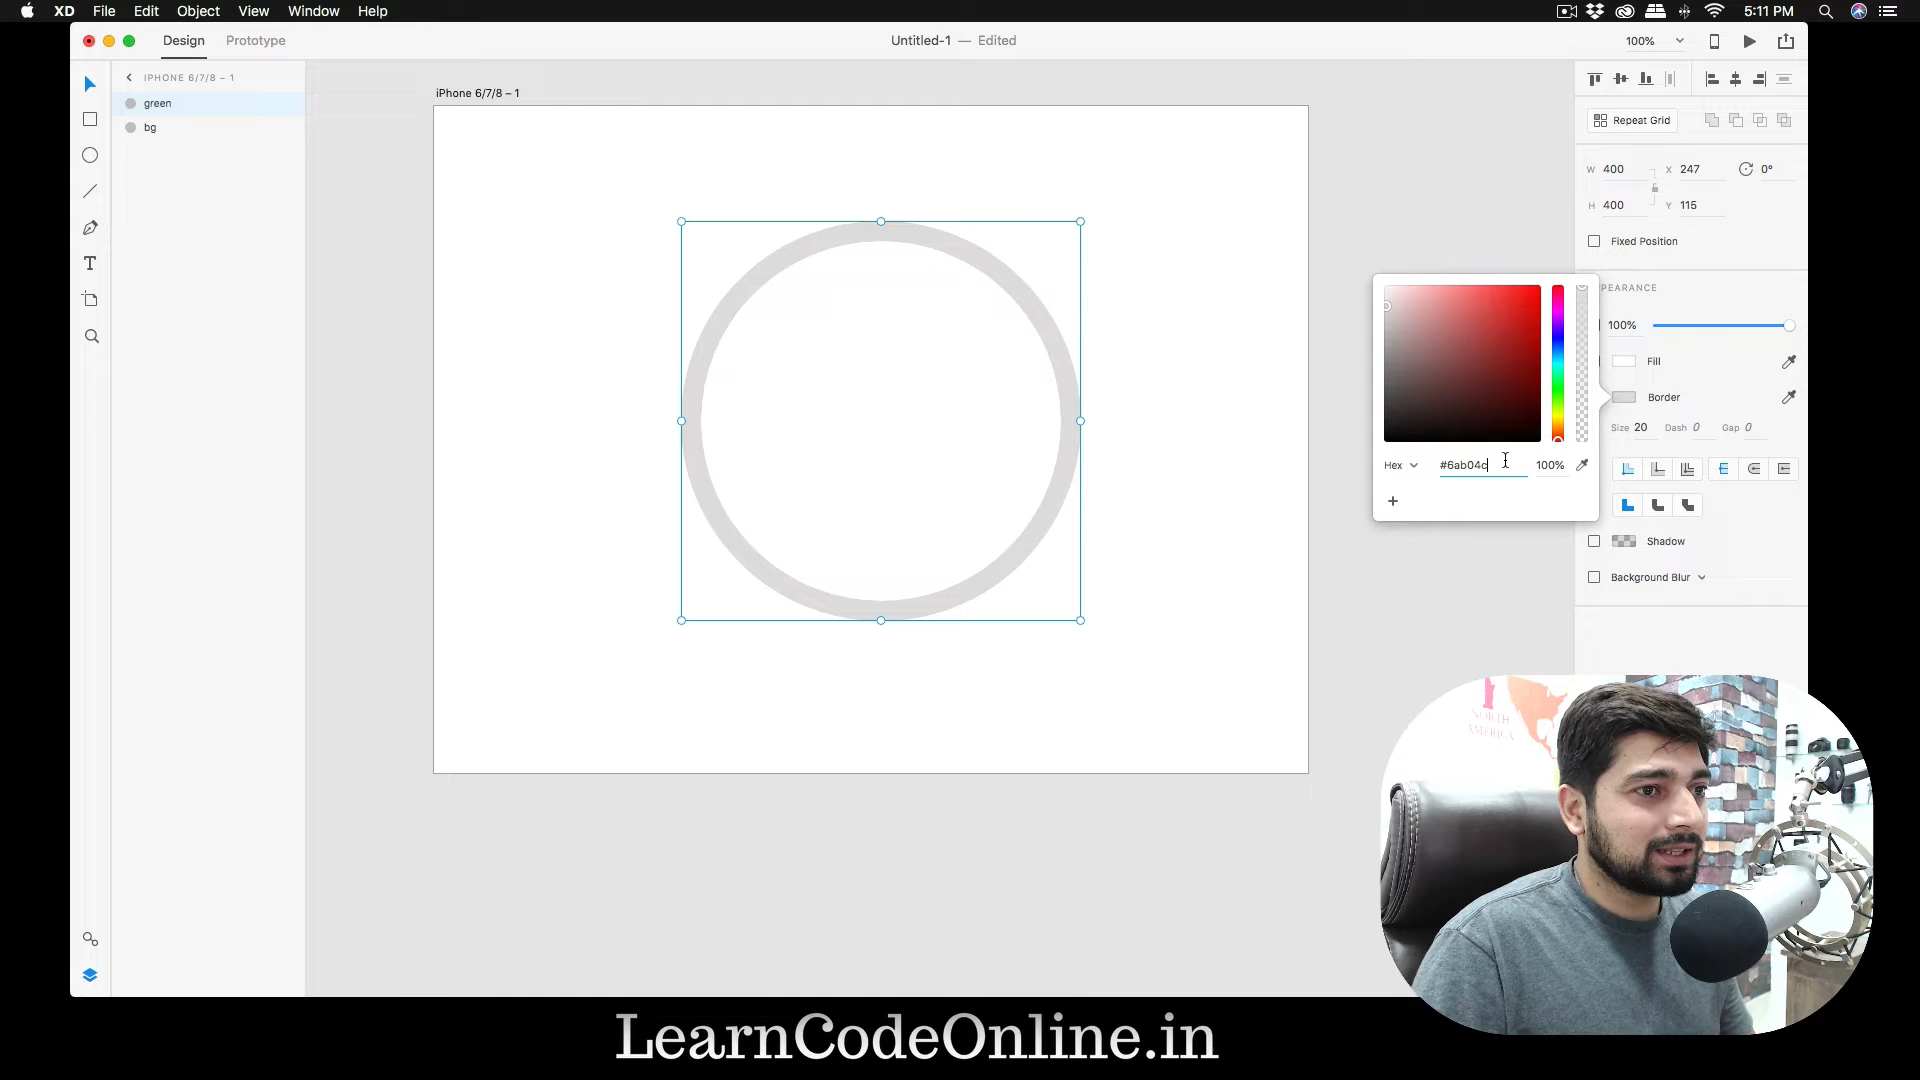 XD File Edit Object View Window Help
5:11 PM
Design Prototype
Untitled-1 — Edited
100%
IPHONE 6/7/8 – 1
green
bg
iPhone 6/7/8 – 1
Repeat Grid
W 400 X 247 0°
H 400 Y 115
Fixed Position
PEARANCE
100%
Fill
Border
Size 20 Dash 0 Gap 0
Hex #6ab04c 100%
Shadow
Background Blur
NORTH
AMERICA
LearnCodeOnline.in